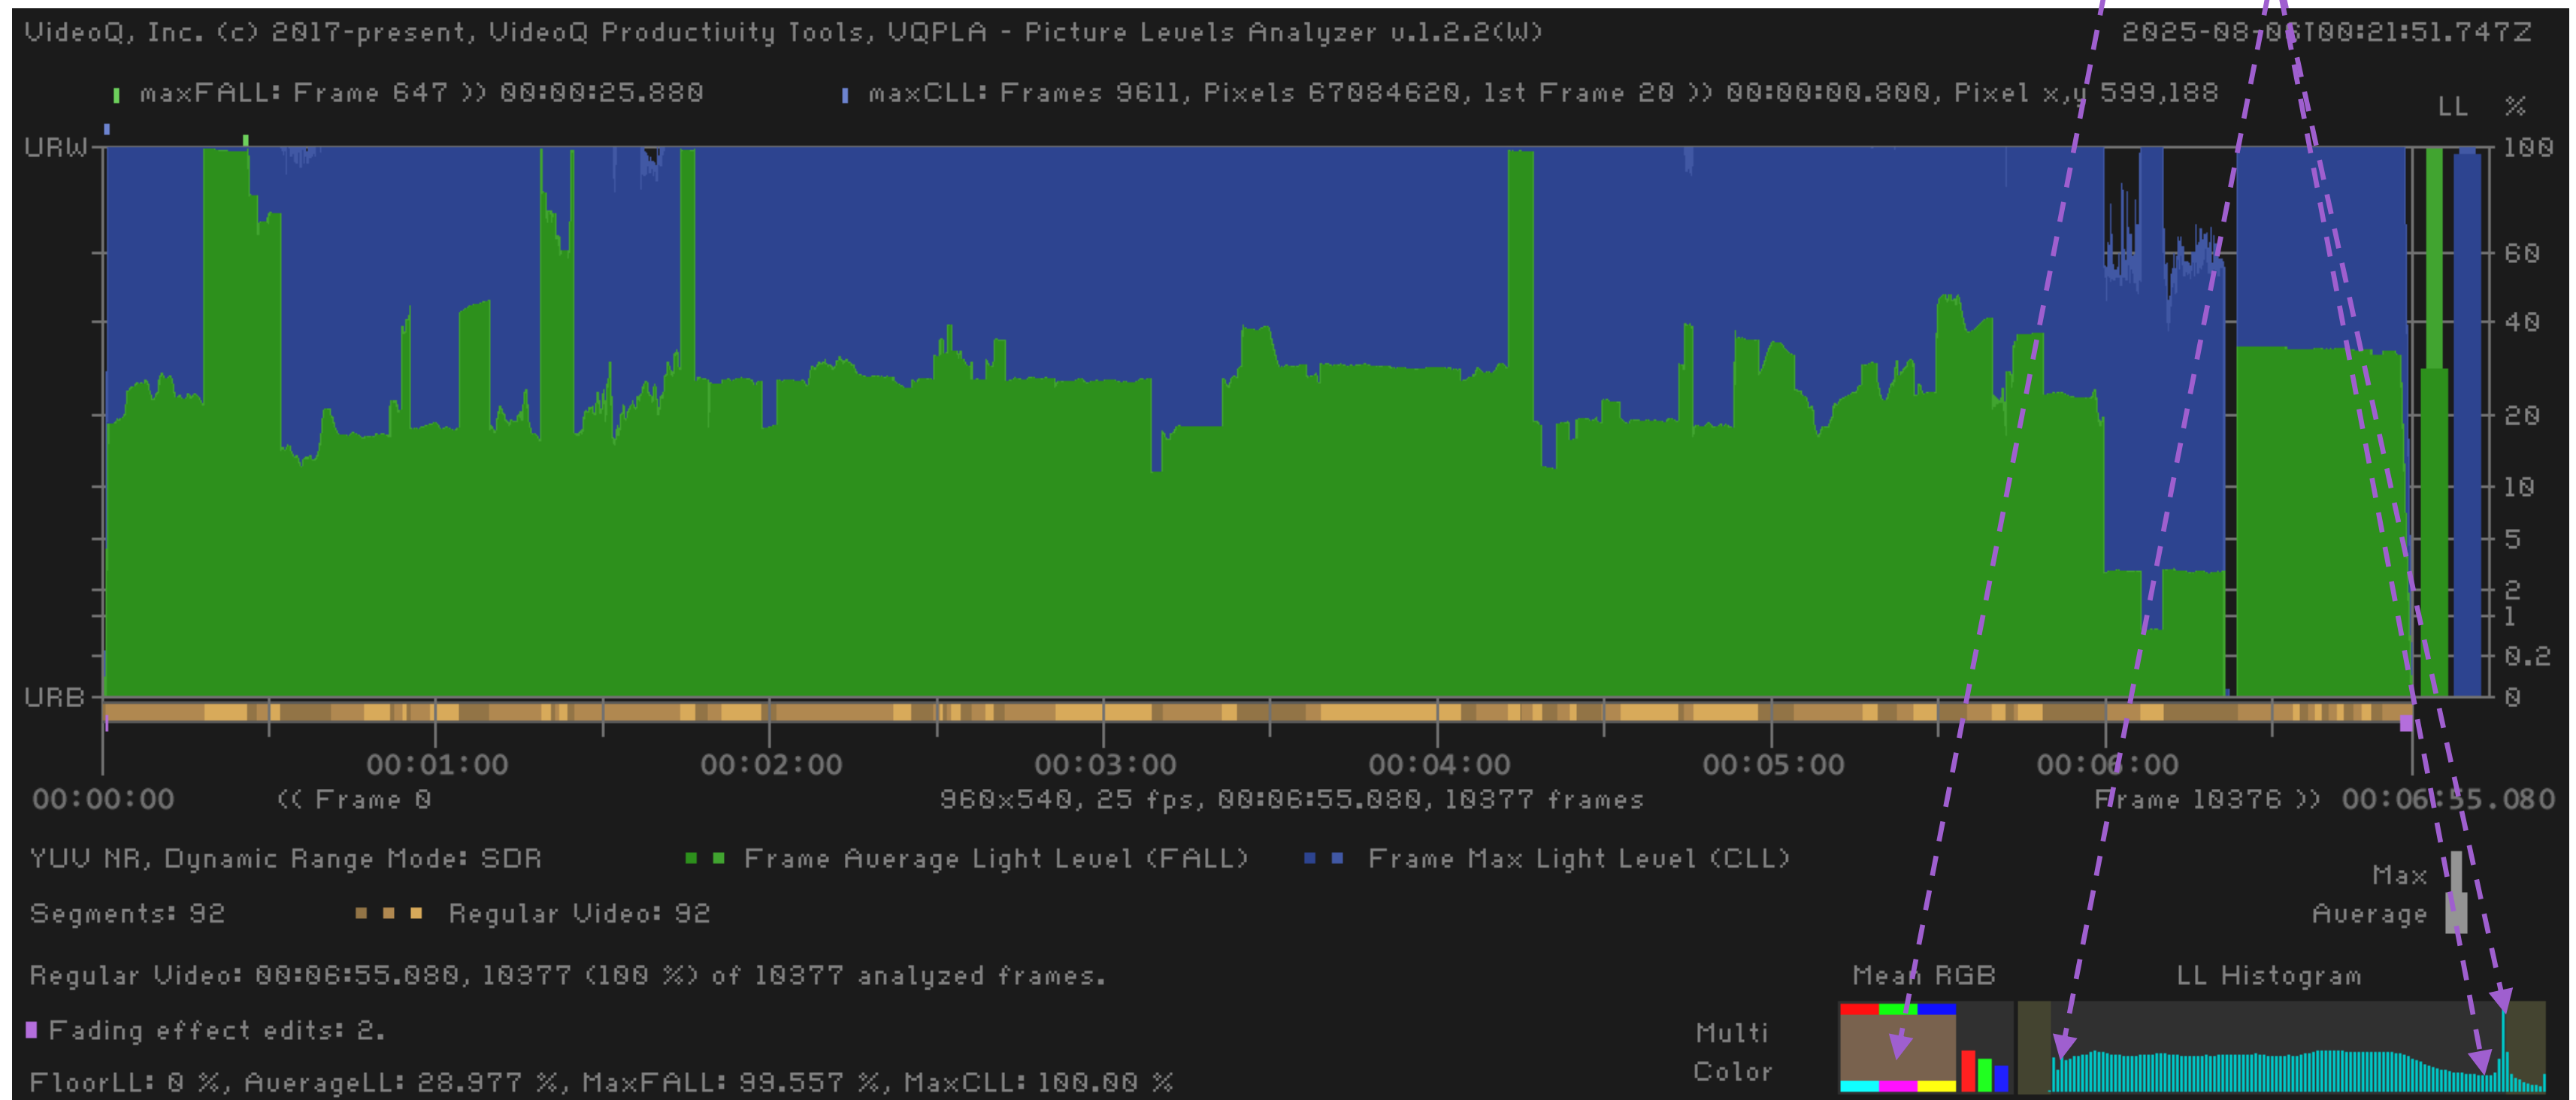 VideoQ, Inc. (c) 2017-present, VideoQ Productivity Tools, VQPLA - Picture Levels Analyzer v.1.2.2(W) 2025-08-06T00:21:51.747Z
maxFALL: Frame 647 >> 00:00:25.880 maxCLL: Frames 9611, Pixels 67084620, 1st Frame 20 >> 00:00:00.800, Pixel x,y 599,188
LL %
URW 100
60
40
20
10
5
2
1
0.2
URB 0
00:01:00 00:02:00 00:03:00 00:04:00 00:05:00 00:06:00
00:00:00 << Frame 0 960x540, 25 fps, 00:06:55.080, 10377 frames Frame 10376 >> 00:06:55.080
YUV NR, Dynamic Range Mode: SDR Frame Average Light Level (FALL) Frame Max Light Level (CLL)
Max
Segments: 92 Regular Video: 92 Average
Regular Video: 00:06:55.080, 10377 (100 %) of 10377 analyzed frames. Mean RGB LL Histogram
Fading effect edits: 2. Multi
Color
FloorLL: 0 %, AverageLL: 28.977 %, MaxFALL: 99.557 %, MaxCLL: 100.00 %